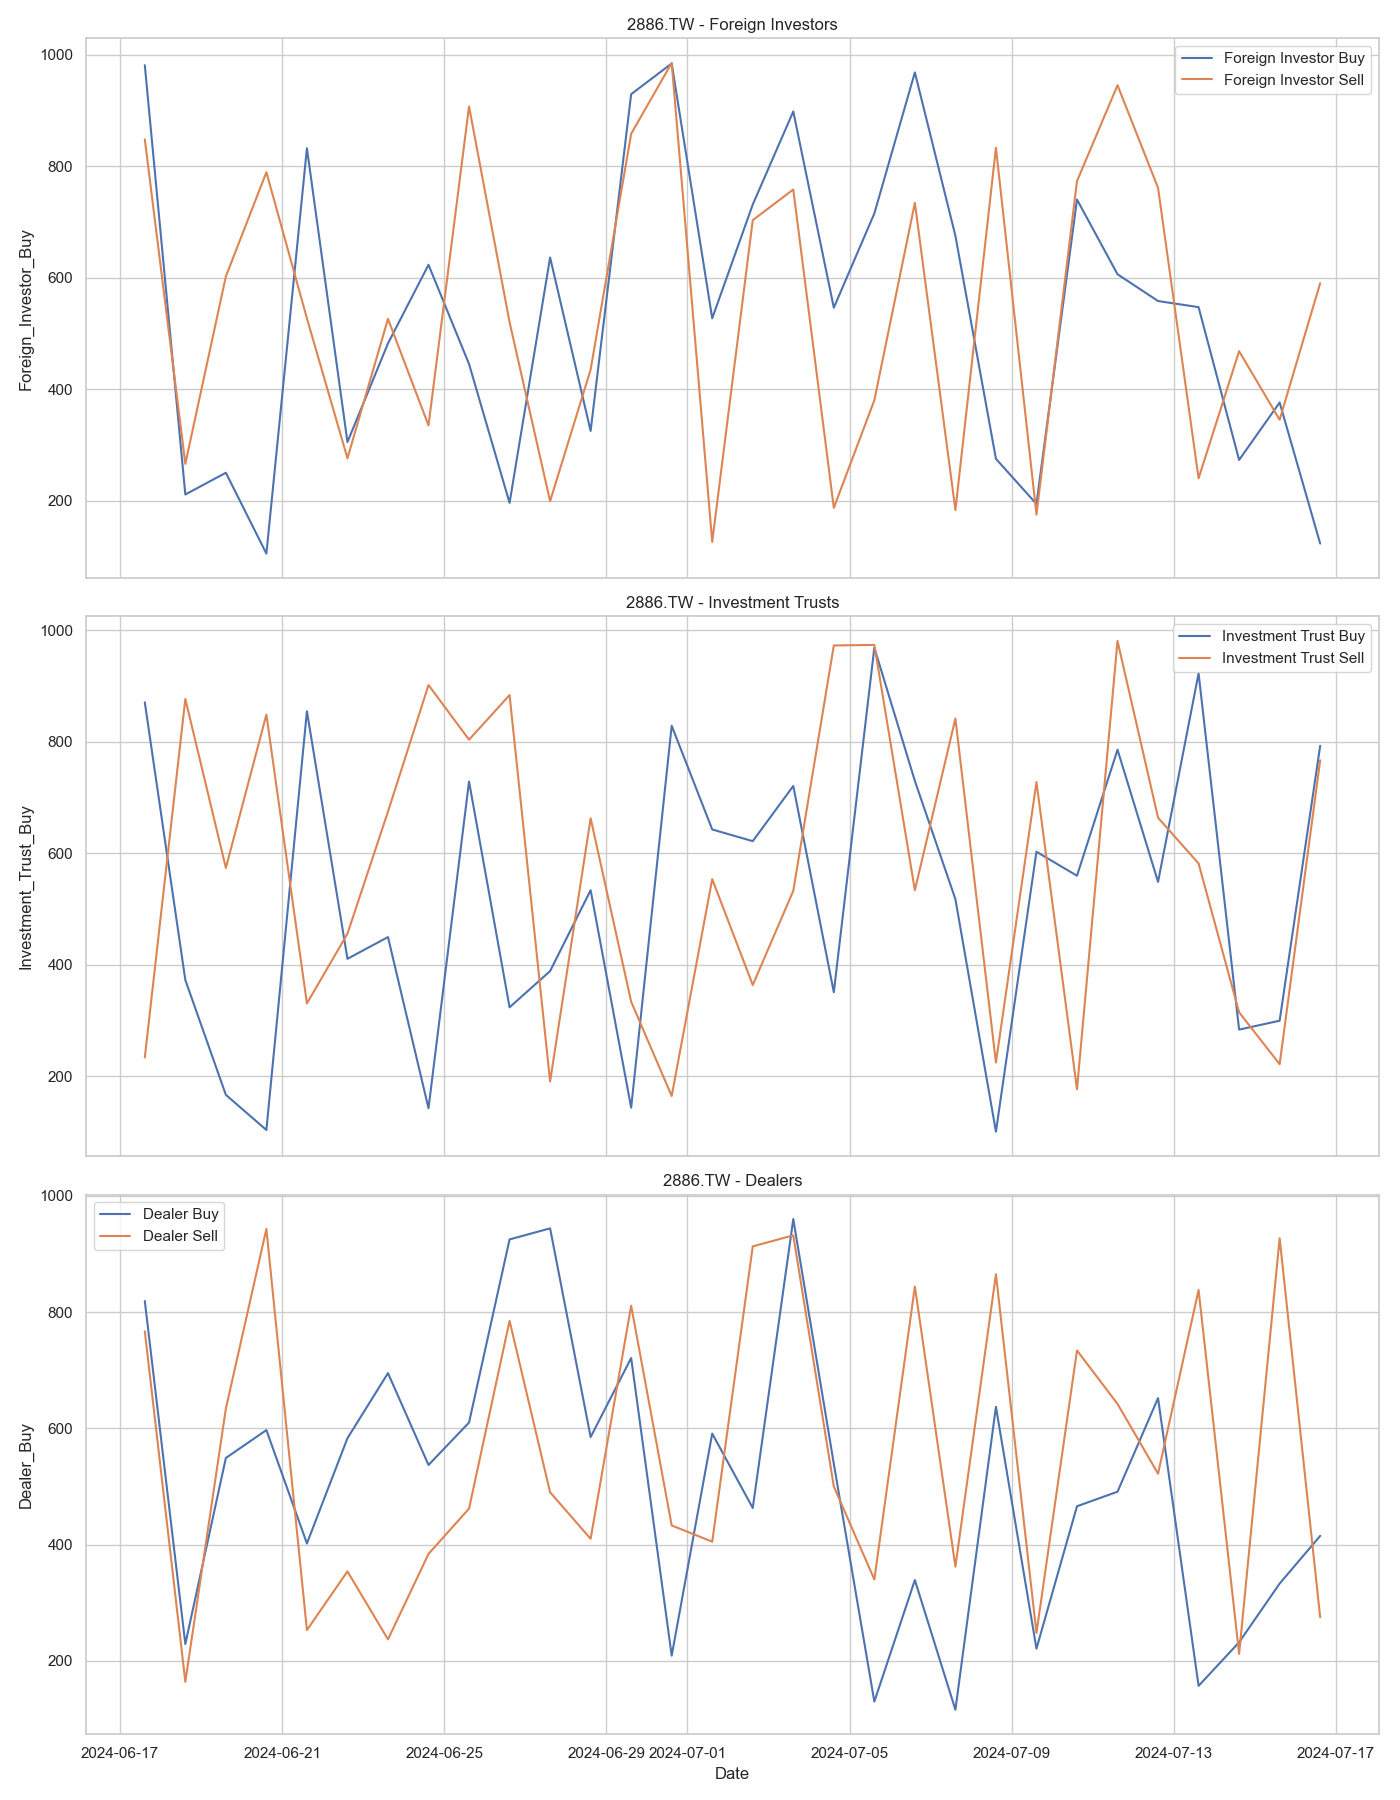 2886.TW - Foreign Investors
Foreign Investor Buy
Foreign Investor Sell
Foreign_Investor_Buy
1000
800
600
400
200
2886.TW - Investment Trusts
Investment Trust Buy
Investment Trust Sell
Investment_Trust_Buy
1000
800
600
400
200
2886.TW - Dealers
Dealer Buy
Dealer Sell
Dealer_Buy
1000
800
600
400
200
2024-06-17 2024-06-21 2024-06-25 2024-06-29 2024-07-01 2024-07-05 2024-07-09 2024-07-13 2024-07-17
Date